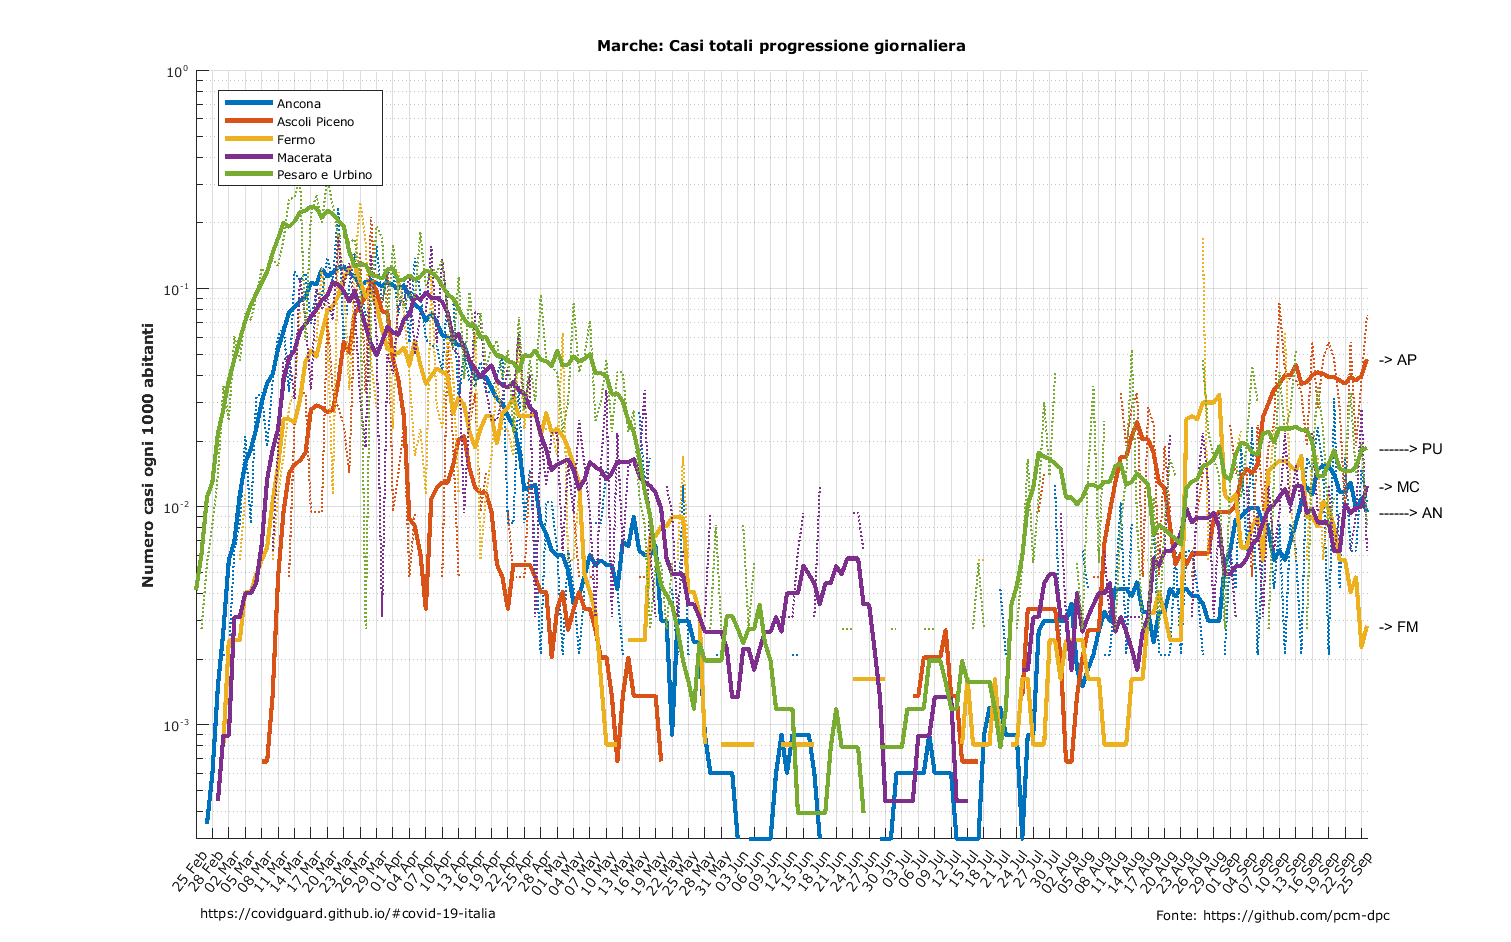 Marche: Casi totali progressione giornaliera
Numero casi ogni 1000 abitanti
10^0
10^-1
10^-2
10^-3
Ancona
Ascoli Piceno
Fermo
Macerata
Pesaro e Urbino
-> AP
------> PU
-> MC
------> AN
-> FM
25 Feb
28 Feb
02 Mar
05 Mar
08 Mar
11 Mar
14 Mar
17 Mar
20 Mar
23 Mar
26 Mar
29 Mar
01 Apr
04 Apr
07 Apr
10 Apr
13 Apr
16 Apr
19 Apr
22 Apr
25 Apr
28 Apr
01 May
04 May
07 May
10 May
13 May
16 May
19 May
22 May
25 May
28 May
31 May
03 Jun
06 Jun
09 Jun
12 Jun
15 Jun
18 Jun
21 Jun
24 Jun
27 Jun
30 Jun
03 Jul
06 Jul
09 Jul
12 Jul
15 Jul
18 Jul
21 Jul
24 Jul
27 Jul
30 Jul
02 Aug
05 Aug
08 Aug
11 Aug
14 Aug
17 Aug
20 Aug
23 Aug
26 Aug
29 Aug
01 Sep
04 Sep
07 Sep
10 Sep
13 Sep
16 Sep
19 Sep
22 Sep
25 Sep
https://covidguard.github.io/#covid-19-italia
Fonte: https://github.com/pcm-dpc